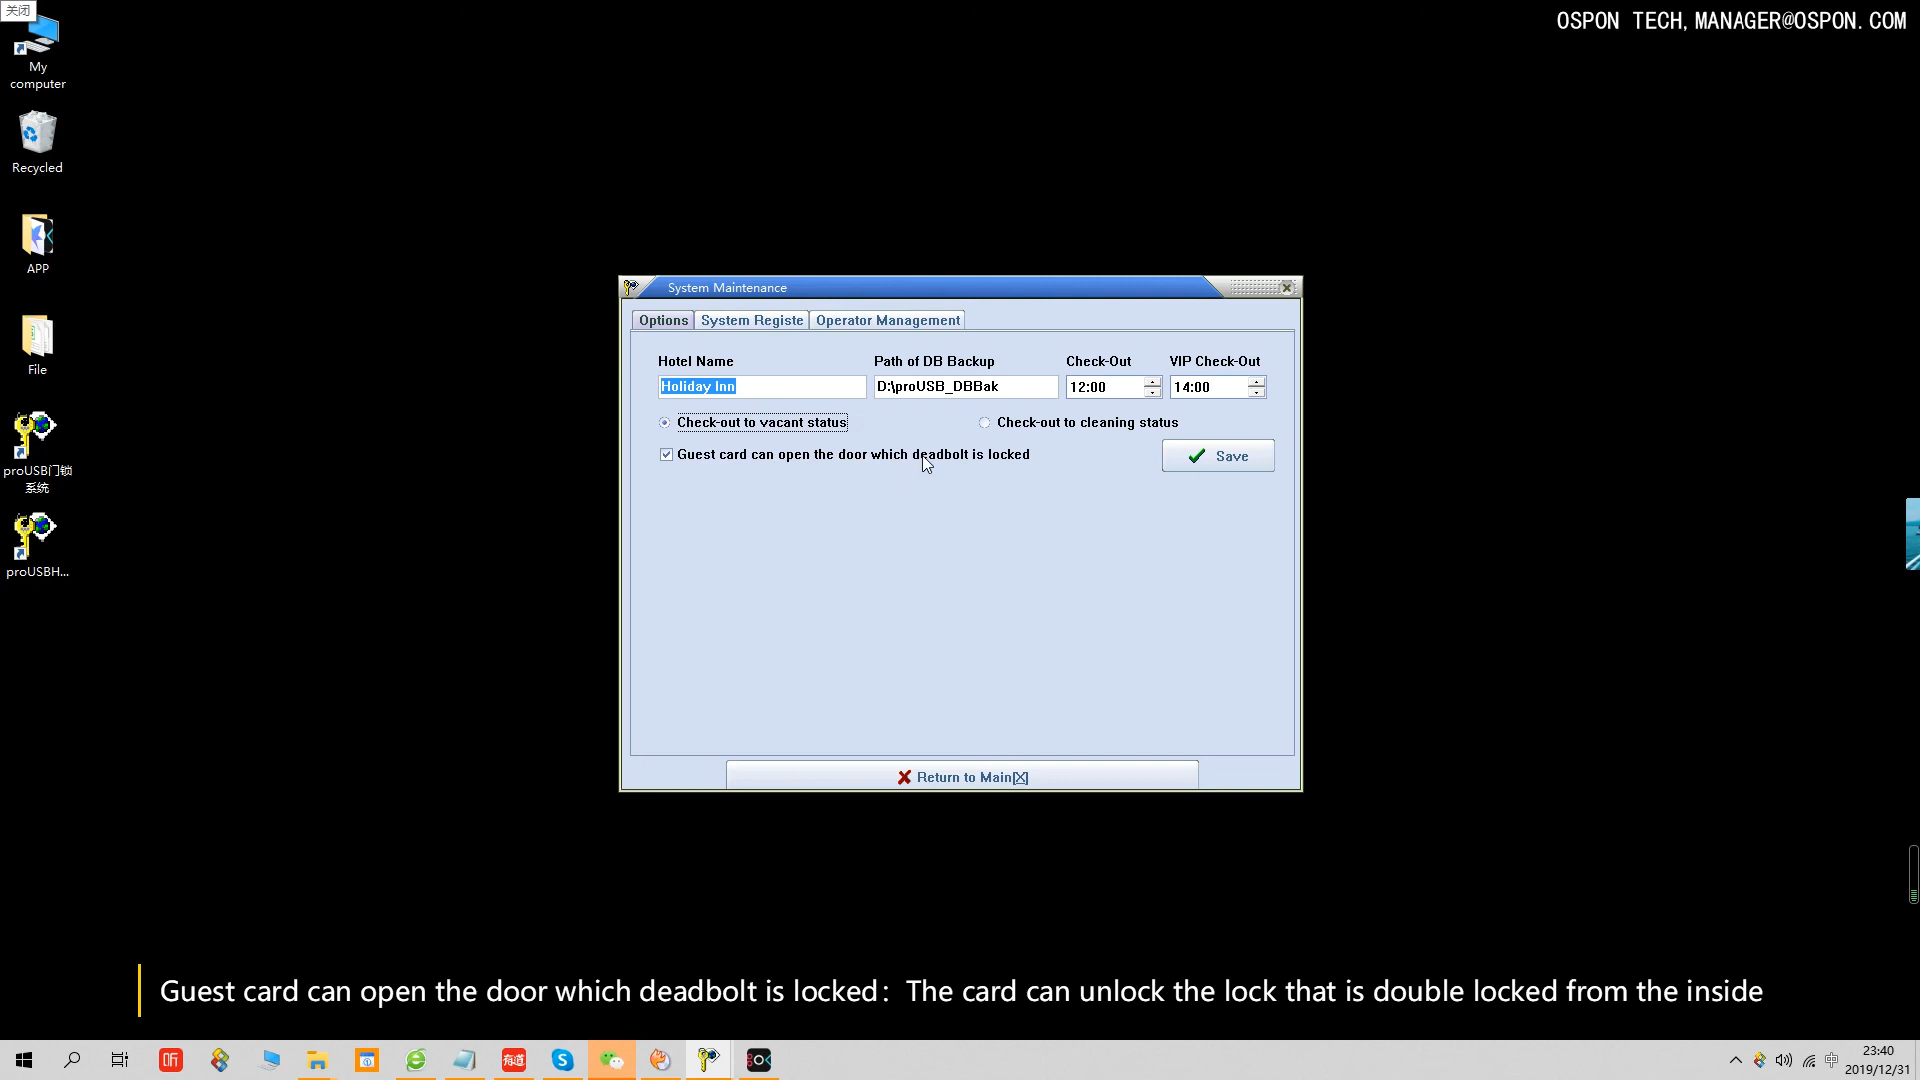 关闭
OSPON TECH,MANAGER@OSPON.COM
My
computer
Recycled
APP
File
proUSB门锁
系统
proUSBH...
System Maintenance
Options
System Registe
Operator Management
Hotel Name
Path of DB Backup
Check-Out
VIP Check-Out
Holiday Inn
D:\proUSB_DBBak
12:00
14:00
Check-out to vacant status
Check-out to cleaning status
Guest card can open the door which deadbolt is locked
Save
Return to Main[X]
Guest card can open the door which deadbolt is locked：The card can unlock the lock that is double locked from the inside
听
有道
S
中
23:40
2019/12/31